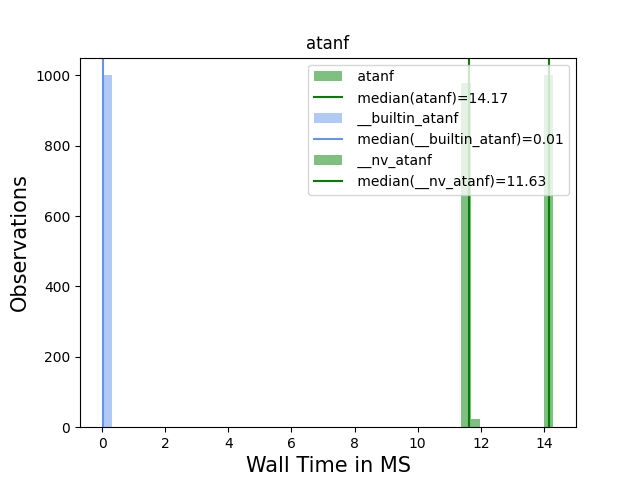 atanf
1000
800
600
400
200
0
Observations
atanf
median(atanf)=14.17
__builtin_atanf
median(__builtin_atanf)=0.01
__nv_atanf
median(__nv_atanf)=11.63
0 2 4 6 8 10 12 14
Wall Time in MS